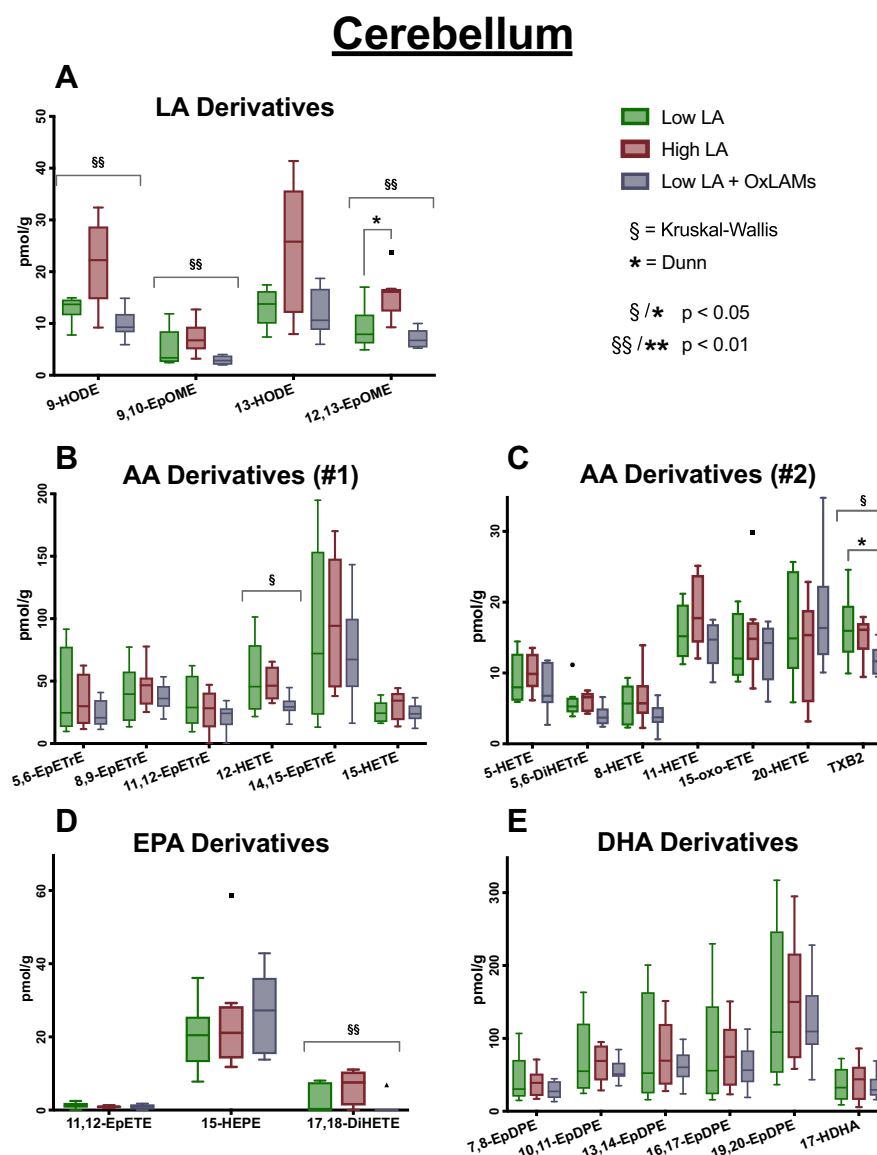 Cerebellum
A
LA Derivatives
pmol/g
50
40
30
20
10
0
§§
§§
§§
*
9-HODE
9,10-EpOME
13-HODE
12,13-EpOME
Low LA
High LA
Low LA + OxLAMs
§ = Kruskal-Wallis
* = Dunn
§/* p < 0.05
§§/** p < 0.01
B
AA Derivatives (#1)
pmol/g
200
150
100
50
0
§
5,6-EpETrE
8,9-EpETrE
11,12-EpETrE
12-HETE
14,15-EpETrE
15-HETE
C
AA Derivatives (#2)
pmol/g
30
20
10
0
§
*
5-HETE
5,6-DiHETrE
8-HETE
11-HETE
15-oxo-ETE
20-HETE
TXB2
D
EPA Derivatives
pmol/g
60
40
20
0
§§
11,12-EpETE
15-HEPE
17,18-DiHETE
E
DHA Derivatives
pmol/g
300
200
100
0
7,8-EpDPE
10,11-EpDPE
13,14-EpDPE
16,17-EpDPE
19,20-EpDPE
17-HDHA